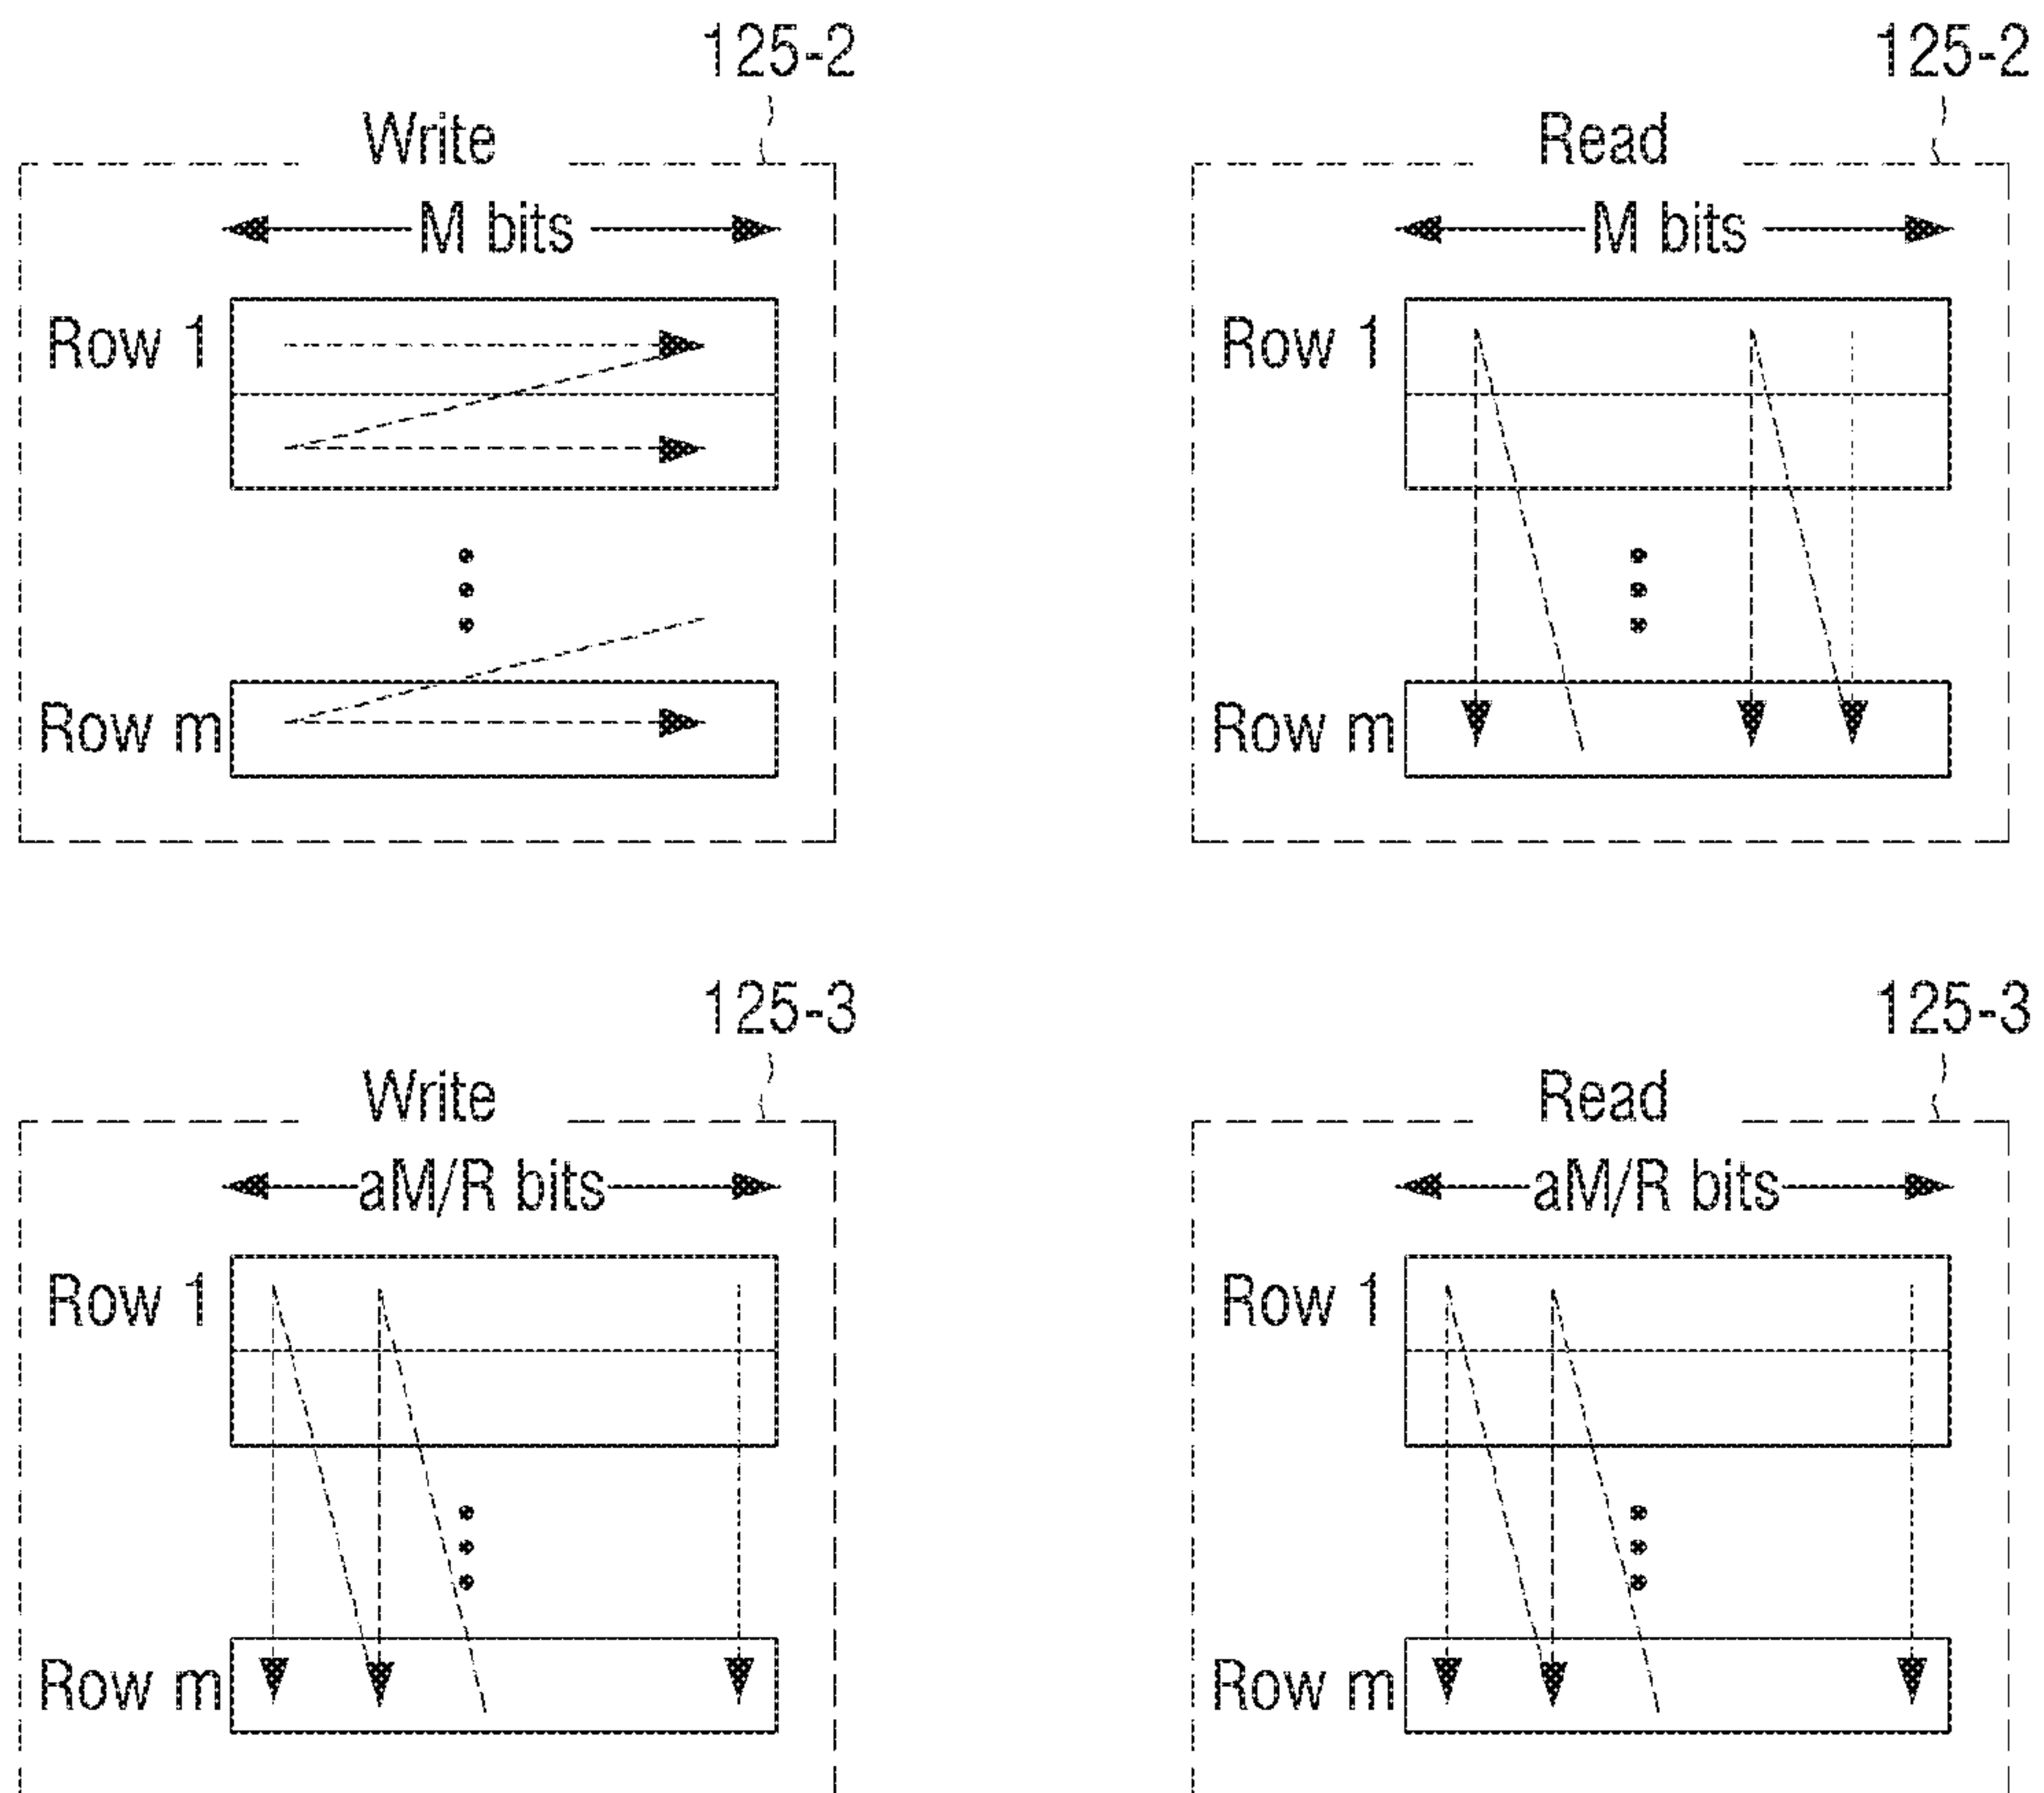 125-2
Write
M bits
Row 1
Row m
125-2
Read
M bits
Row 1
Row m
125-3
Write
aM/R bits
Row 1
Row m
125-3
Read
aM/R bits
Row 1
Row m